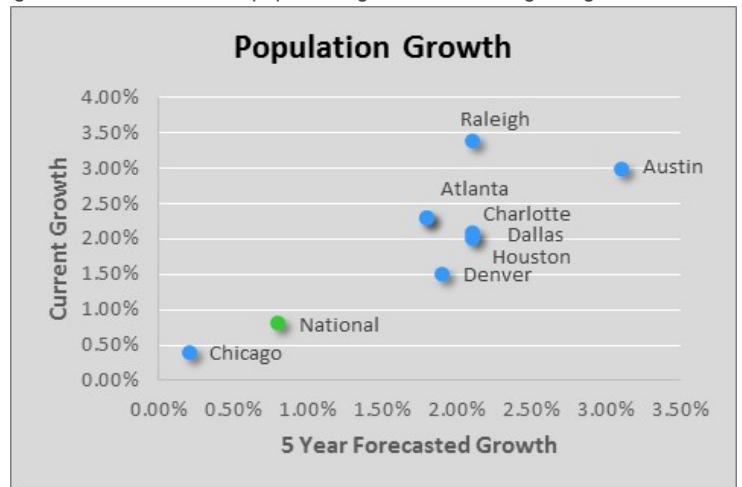 Population Growth
4.00%
3.50%
3.00%
2.50%
2.00%
1.50%
1.00%
0.50%
0.00%
Current Growth
Raleigh
Austin
Atlanta
Charlotte
Dallas
Houston
Denver
National
Chicago
0.00% 0.50% 1.00% 1.50% 2.00% 2.50% 3.00% 3.50%
5 Year Forecasted Growth